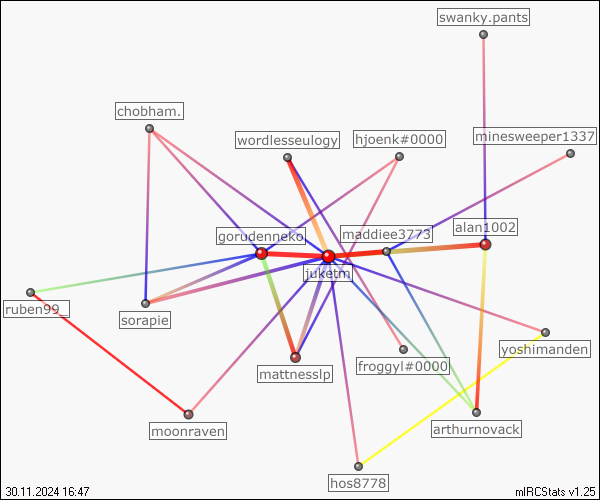 swanky.pants
chobham.
wordlesseulogy
hjoenk#0000
minesweeper1337
gorudenneko
maddiee3773
alan1002
juketm
ruben99_
sorapie
yoshimanden
mattnesslp
froggyl#0000
moonraven
arthurnovack
hos8778
30.11.2024 16:47
mIRCStats v1.25